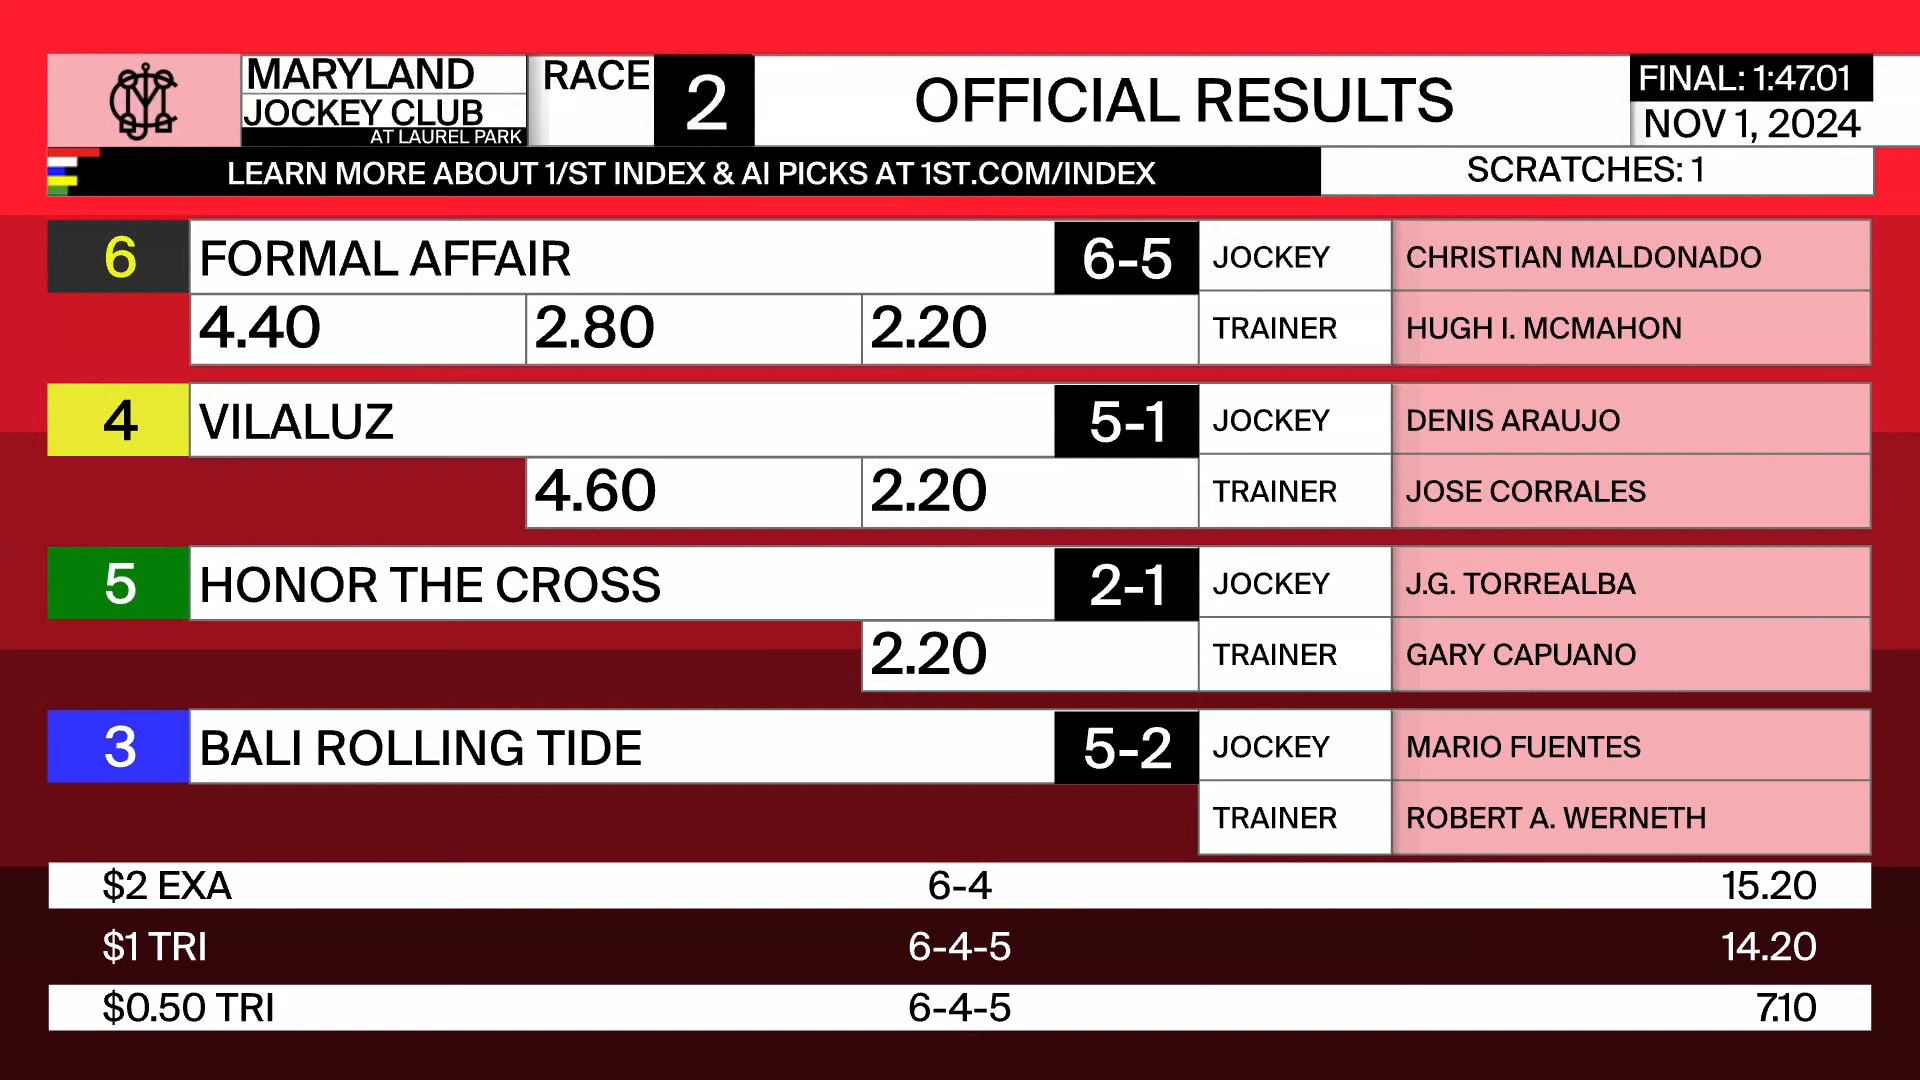 MARYLAND
JOCKEY CLUB
AT LAUREL PARK
RACE 2
OFFICIAL RESULTS
FINAL: 1:47.01
NOV 1, 2024
LEARN MORE ABOUT 1/ST INDEX & AI PICKS AT 1ST.COM/INDEX
SCRATCHES: 1
6 FORMAL AFFAIR 6-5 JOCKEY CHRISTIAN MALDONADO
4.40 2.80 2.20 TRAINER HUGH I. MCMAHON
4 VILALUZ 5-1 JOCKEY DENIS ARAUJO
4.60 2.20 TRAINER JOSE CORRALES
5 HONOR THE CROSS 2-1 JOCKEY J.G. TORREALBA
2.20 TRAINER GARY CAPUANO
3 BALI ROLLING TIDE 5-2 JOCKEY MARIO FUENTES
TRAINER ROBERT A. WERNETH
$2 EXA 6-4 15.20
$1 TRI 6-4-5 14.20
$0.50 TRI 6-4-5 7.10